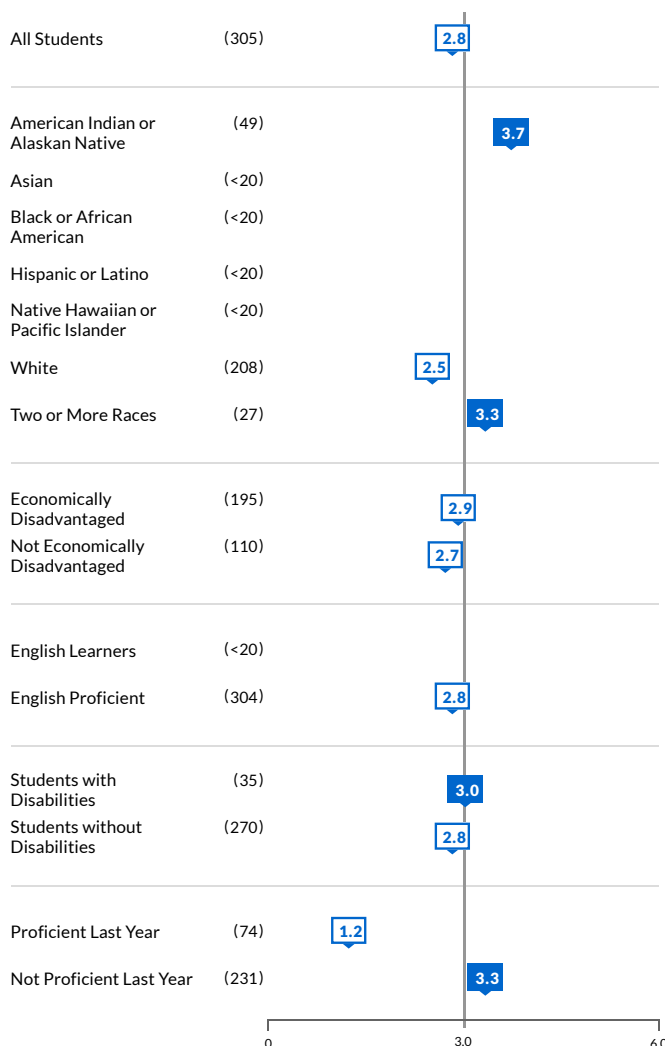 All Students (305) 2.8
American Indian or (49) 3.7
Alaskan Native
Asian (<20)
Black or African (<20)
American
Hispanic or Latino (<20)
Native Hawaiian or (<20)
Pacific Islander
White (208) 2.5
Two or More Races (27) 3.3
Economically (195) 2.9
Disadvantaged
Not Economically (110) 2.7
Disadvantaged
English Learners (<20)
English Proficient (304) 2.8
Students with (35) 3.0
Disabilities
Students without (270) 2.8
Disabilities
Proficient Last Year (74) 1.2
Not Proficient Last Year (231) 3.3
0 3.0 6.0